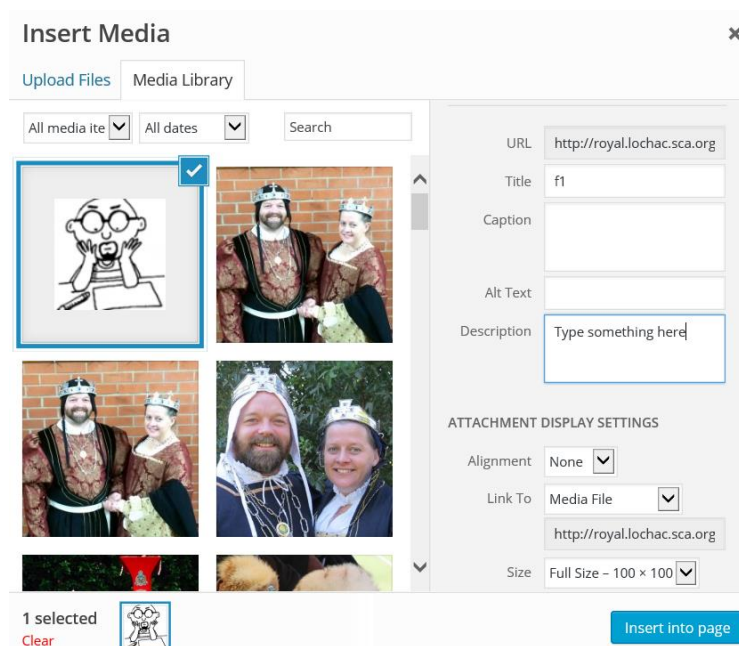 Insert Media
×
Upload Files
Media Library
All media ite
All dates
Search
URL
http://royal.lochac.sca.org
Title
f1
Caption
Alt Text
Description
Type something here
ATTACHMENT DISPLAY SETTINGS
Alignment
None
Link To
Media File
http://royal.lochac.sca.org
Size
Full Size – 100 × 100
1 selected
Clear
Insert into page